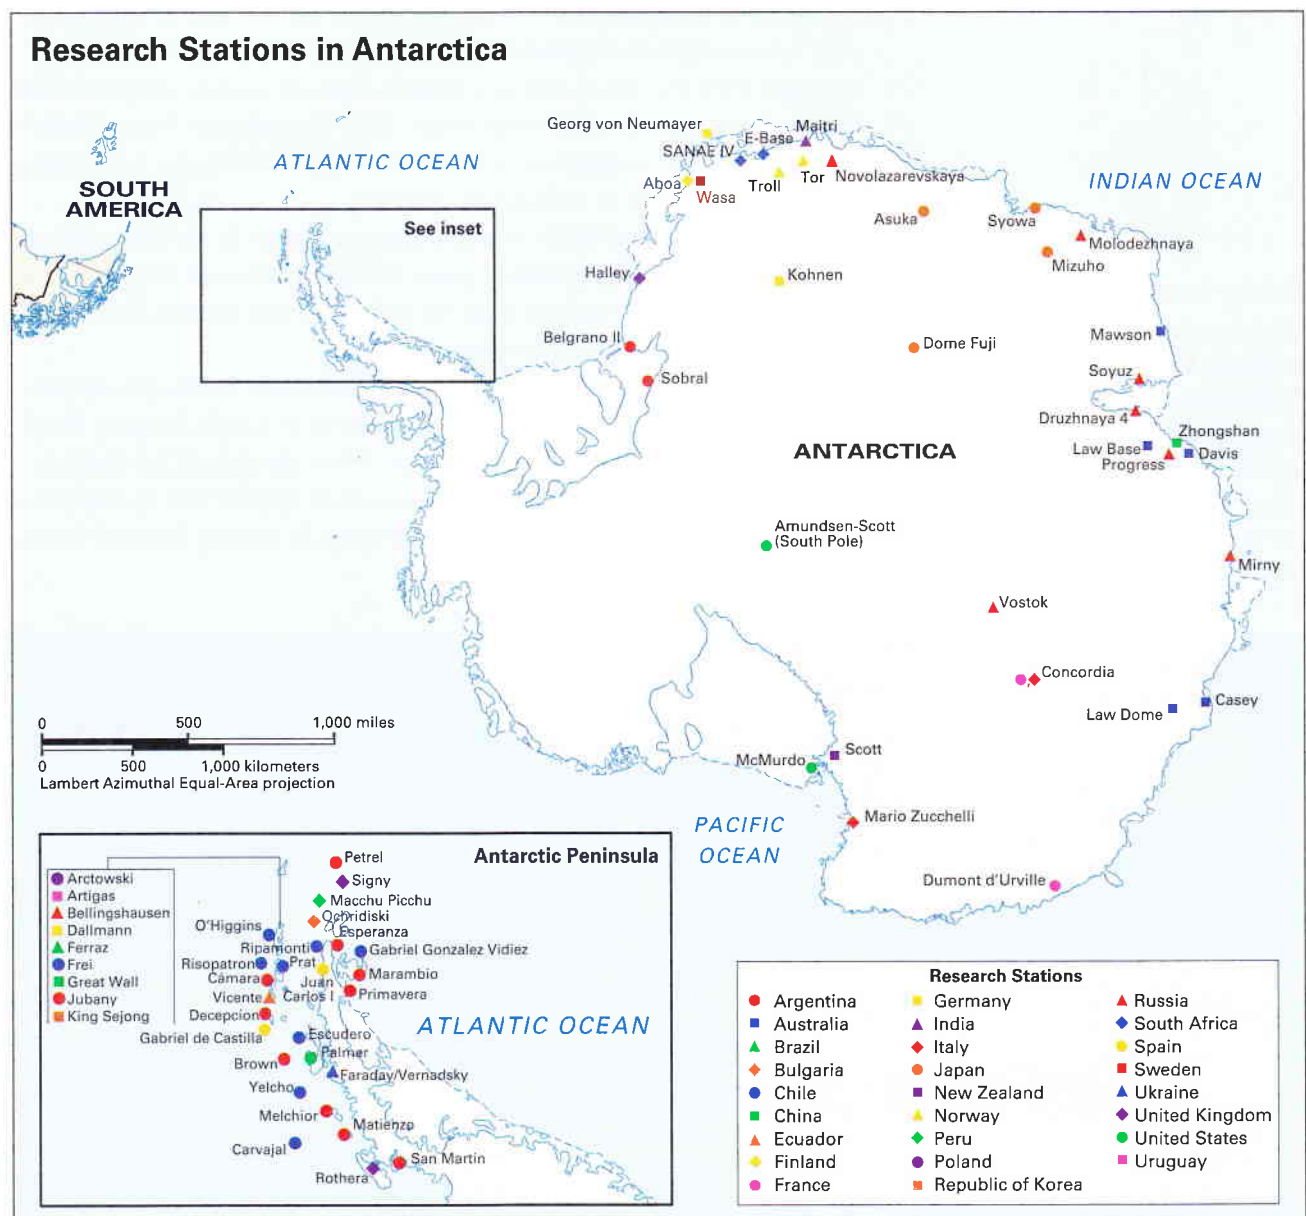 Research Stations in Antarctica
ATLANTIC OCEAN
SOUTH
AMERICA
See inset
INDIAN OCEAN
Georg von Neumayer
SANAE IV
E-Base
Maitri
Aboa
Wasa
Troll
Tor
Novolazarevskaya
Asuka
Syowa
Molodezhnaya
Mizuho
Halley
Kohnen
Belgrano II
Dome Fuji
Mawson
Sobral
Soyuz
Druzhnaya 4
Zhongshan
Law Base
Davis
Progress
ANTARCTICA
Amundsen-Scott
(South Pole)
Mirny
Vostok
Concordia
Casey
Law Dome
Scott
McMurdo
Mario Zucchelli
PACIFIC
OCEAN
Dumont d'Urville
0 500 1,000 miles
0 500 1,000 kilometers
Lambert Azimuthal Equal-Area projection
Antarctic Peninsula
Arctowski
Artigas
Bellingshausen
Dallmann
Ferraz
Frei
Great Wall
Jubany
King Sejong
Petrel
Signy
Macchu Picchu
Ochridiski
Esperanza
O'Higgins
Ripamonti
Gabriel Gonzalez Vidiez
Risopatron
Prat
Cámara
Juan
Carlos I
Marambio
Vicente
Primavera
Decepcion
Gabriel de Castilla
Escudero
Palmer
Brown
Faraday/Vernadsky
Yelcho
Melchior
Matienzo
Carvajal
San Martín
Rothera
ATLANTIC OCEAN
Research Stations
Argentina
Australia
Brazil
Bulgaria
Chile
China
Ecuador
Finland
France
Germany
India
Italy
Japan
New Zealand
Norway
Peru
Poland
Republic of Korea
Russia
South Africa
Spain
Sweden
Ukraine
United Kingdom
United States
Uruguay